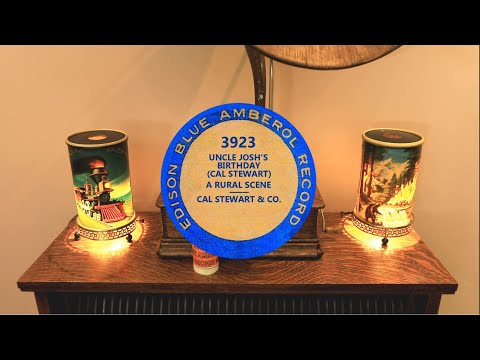 EDISON BLUE AMBEROL RECORD
3923
UNCLE JOSH'S
BIRTHDAY
(CAL STEWART)
A RURAL SCENE
CAL STEWART & CO.